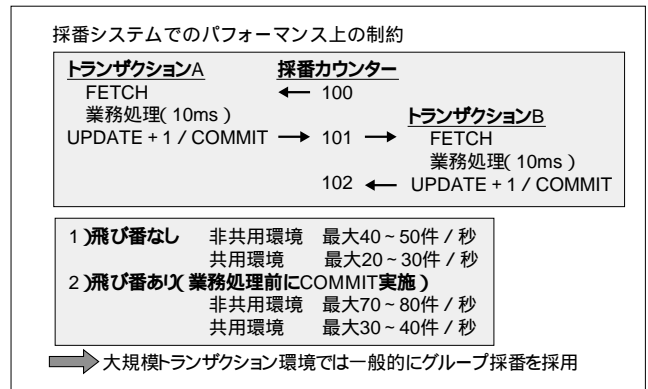 採番システムでのパフォーマンス上の制約
トランザクションA 採番カウンター
FETCH ← 100
業務処理(10ms) トランザクションB
UPDATE+1/COMMIT → 101 → FETCH
業務処理(10ms)
102 ← UPDATE+1/COMMIT
1)飛び番なし 非共用環境 最大40~50件/秒
共用環境 最大20~30件/秒
2)飛び番あり(業務処理前にCOMMIT実施)
非共用環境 最大70~80件/秒
共用環境 最大30~40件/秒
大規模トランザクション環境では一般的にグループ採番を採用